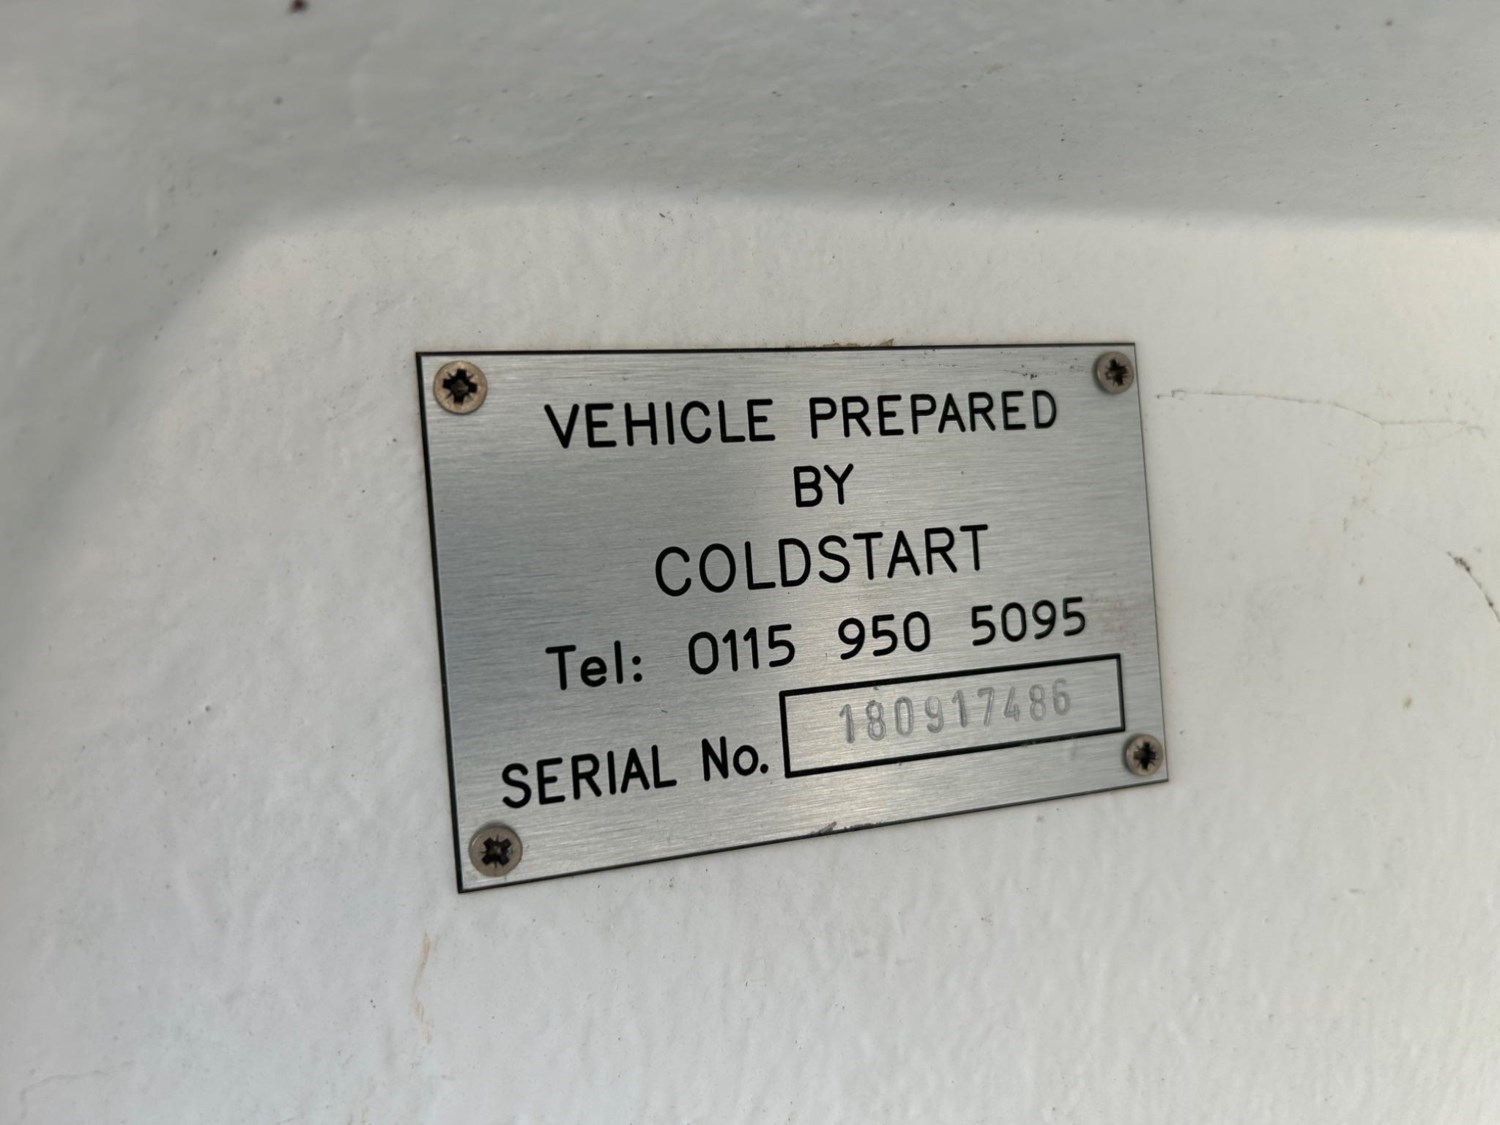 VEHICLE PREPARED
BY
COLDSTART
Tel: 0115 950 5095
SERIAL No. 180917486